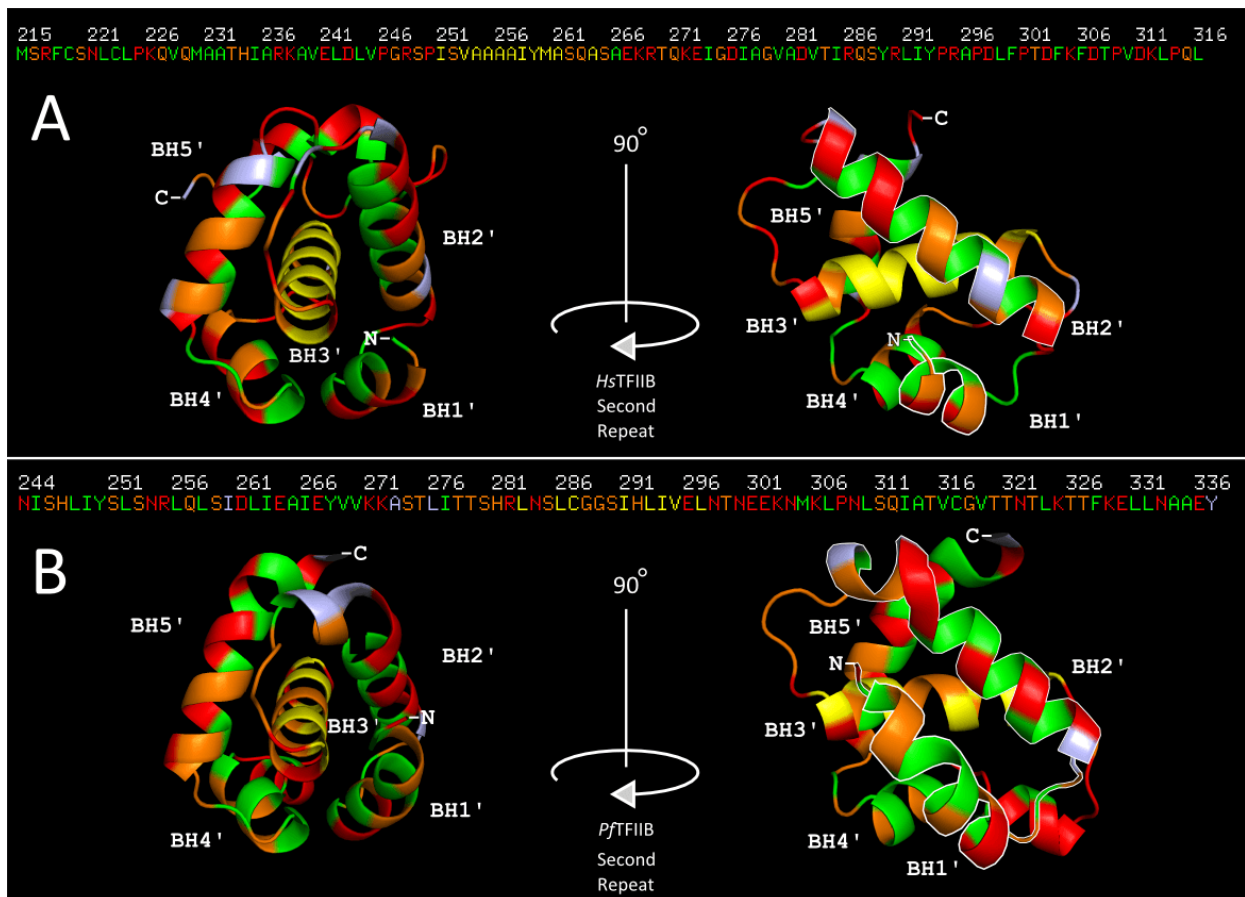 215 221 226 231 236 241 246 251 256 261 266 271 276 281 286 291 296 301 306 311 316
MSRFCSNLCLPKQVQMAATHIARKAVELDLVPGRSPISVAAAAIYMASQASAEKRTQKEIGDIAGVADVTIRQSYRLIYPRAPDLFPTDFKFDTPVDKLPQL
A
BH5'
C
BH2'
N
BH3'
BH4'
BH1'
90°
HsTFIIB
Second
Repeat
C
BH5'
BH3'
BH2'
N
BH4'
BH1'
244 251 256 261 266 271 276 281 286 291 296 301 306 311 316 321 326 331 336
NISHLIYSLSNRLQLSIDLIEAIEYVVKKASTLITTSHRLNSLCGGSIHLIVELNTNEEKNMKLPNLSQIATVCGVTTNTLKTTFKELLNAAEY
B
C
BH5'
BH2'
BH3'
N
BH1'
BH4'
90°
PfTFIIB
Second
Repeat
C
BH5'
N
BH2'
BH3'
BH4'
BH1'